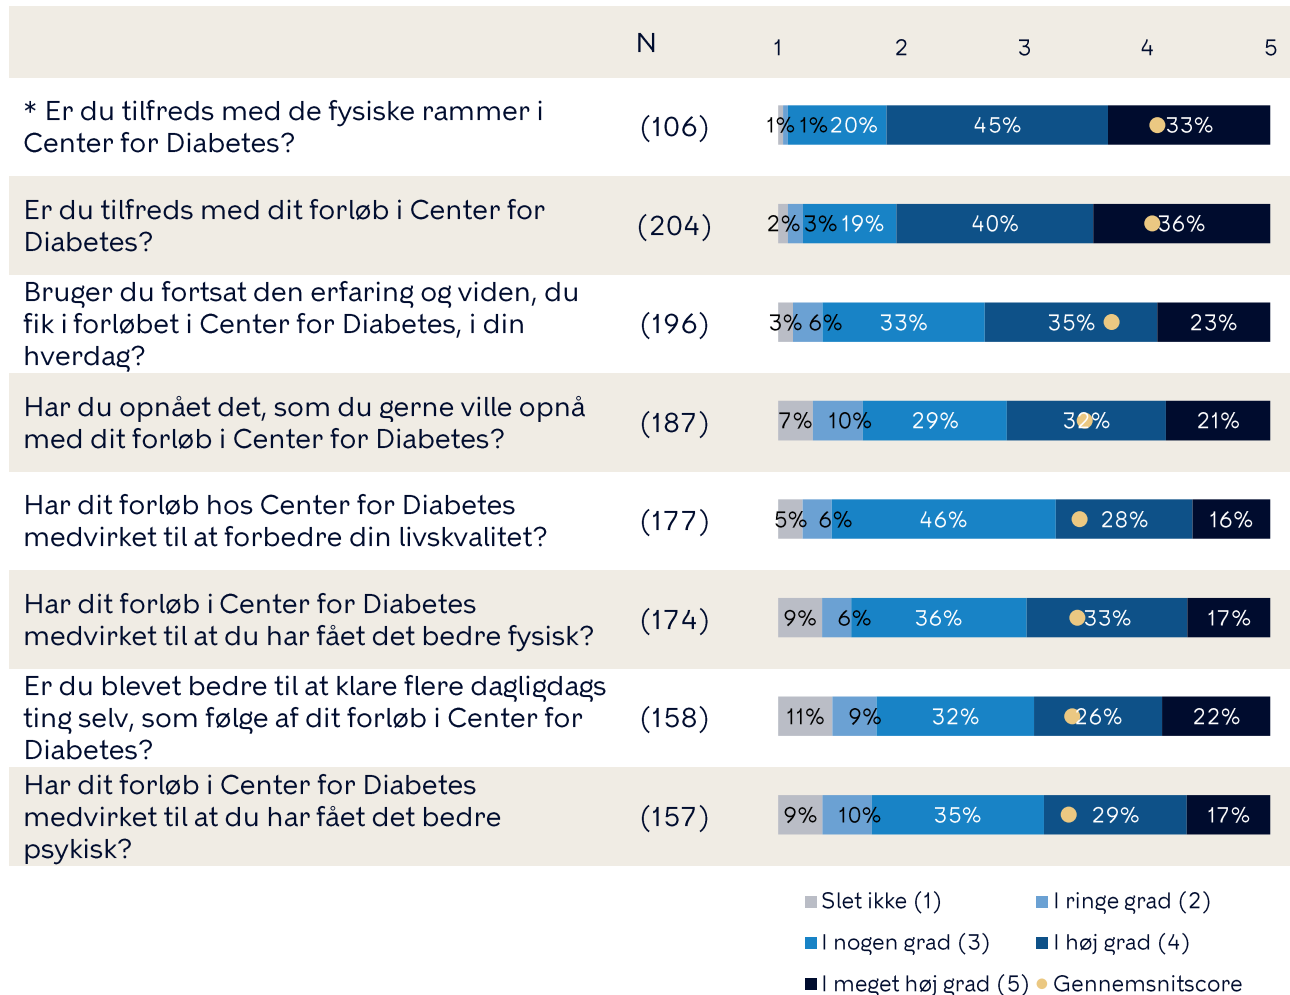 N 1 2 3 4 5
* Er du tilfreds med de fysiske rammer i
Center for Diabetes?
(106) 1% 1% 20% 45% 33%
Er du tilfreds med dit forløb i Center for
Diabetes?
(204) 2% 3% 19% 40% 36%
Bruger du fortsat den erfaring og viden, du
fik i forløbet i Center for Diabetes, i din
hverdag?
(196) 3% 6% 33% 35% 23%
Har du opnået det, som du gerne ville opnå
med dit forløb i Center for Diabetes?
(187) 7% 10% 29% 32% 21%
Har dit forløb hos Center for Diabetes
medvirket til at forbedre din livskvalitet?
(177) 5% 6% 46% 28% 16%
Har dit forløb i Center for Diabetes
medvirket til at du har fået det bedre fysisk?
(174) 9% 6% 36% 33% 17%
Er du blevet bedre til at klare flere dagligdags
ting selv, som følge af dit forløb i Center for
Diabetes?
(158) 11% 9% 32% 26% 22%
Har dit forløb i Center for Diabetes
medvirket til at du har fået det bedre
psykisk?
(157) 9% 10% 35% 29% 17%
Slet ikke (1) I ringe grad (2)
I nogen grad (3) I høj grad (4)
I meget høj grad (5) Gennemsnitscore